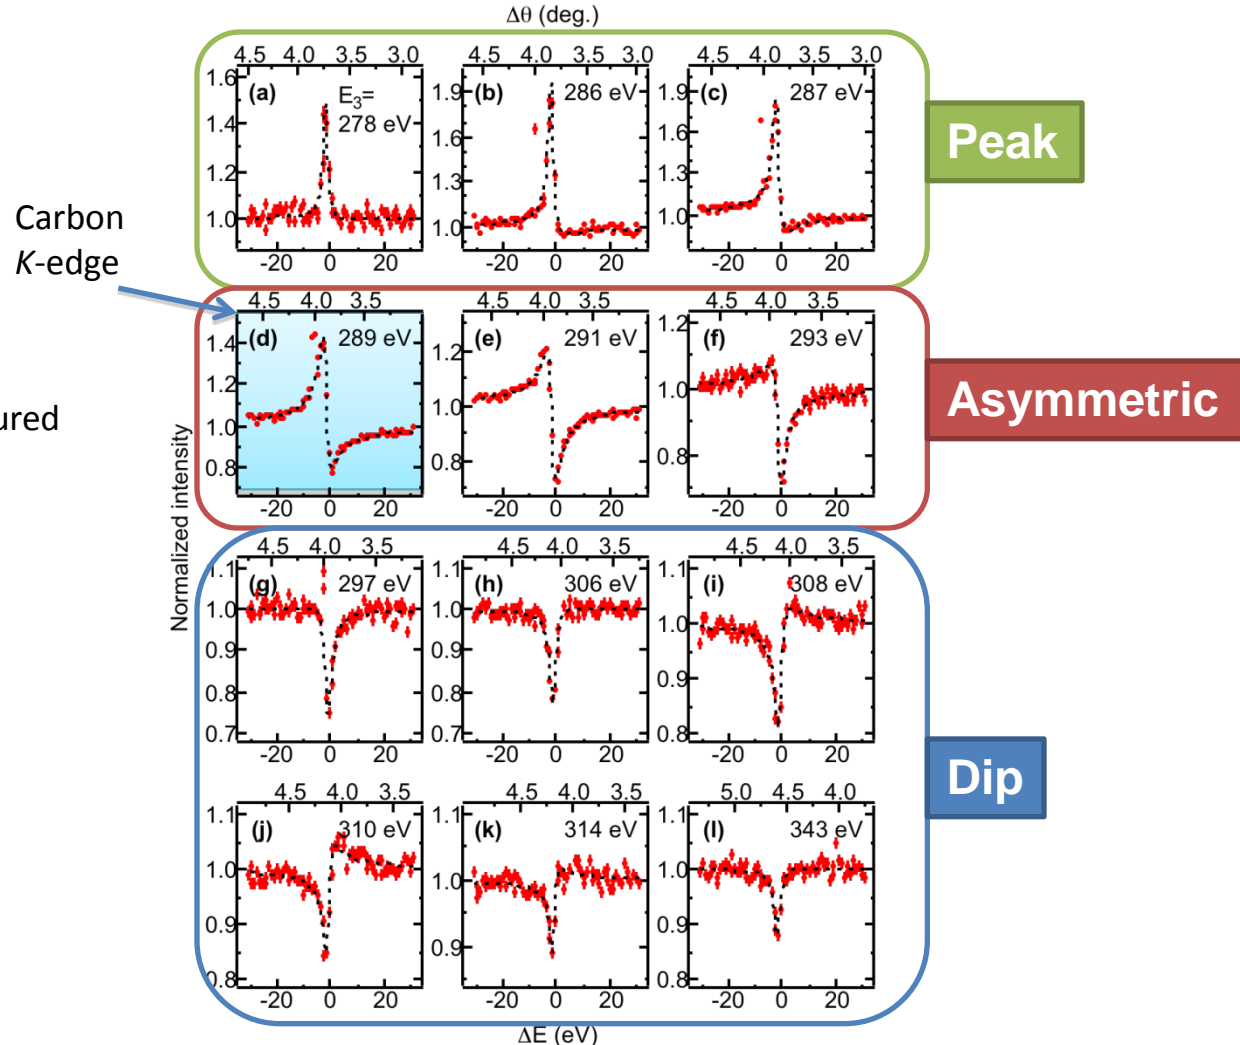 Δθ (deg.)
4.5 4.0 3.5 3.0
4.5 4.0 3.5 3.0
4.5 4.0 3.5 3.0
(a) E3= 278 eV
1.6
1.4
1.2
1.0
-20 0 20
(b) 286 eV
1.9
1.6
1.3
1.0
-20 0 20
(c) 287 eV
1.9
1.6
1.3
1.0
-20 0 20
Peak
Carbon
K-edge
ured
Normalized intensity
4.5 4.0 3.5
4.5 4.0 3.5
4.5 4.0 3.5
(d) 289 eV
1.4
1.2
1.0
0.8
-20 0 20
(e) 291 eV
1.2
1.0
0.8
-20 0 20
(f) 293 eV
1.2
1.0
0.8
-20 0 20
Asymmetric
4.5 4.0 3.5
4.5 4.0 3.5
4.5 4.0 3.5
(g) 297 eV
1.1
1.0
0.9
0.8
0.7
-20 0 20
(h) 306 eV
1.1
1.0
0.9
0.8
0.7
-20 0 20
(i) 308 eV
1.1
1.0
0.9
0.8
-20 0 20
Dip
4.5 4.0 3.5
4.5 4.0 3.5
5.0 4.5 4.0
(j) 310 eV
1.1
1.0
0.9
0.8
-20 0 20
(k) 314 eV
1.1
1.0
0.9
-20 0 20
(l) 343 eV
1.1
1.0
0.9
0.8
-20 0 20
ΔE (eV)